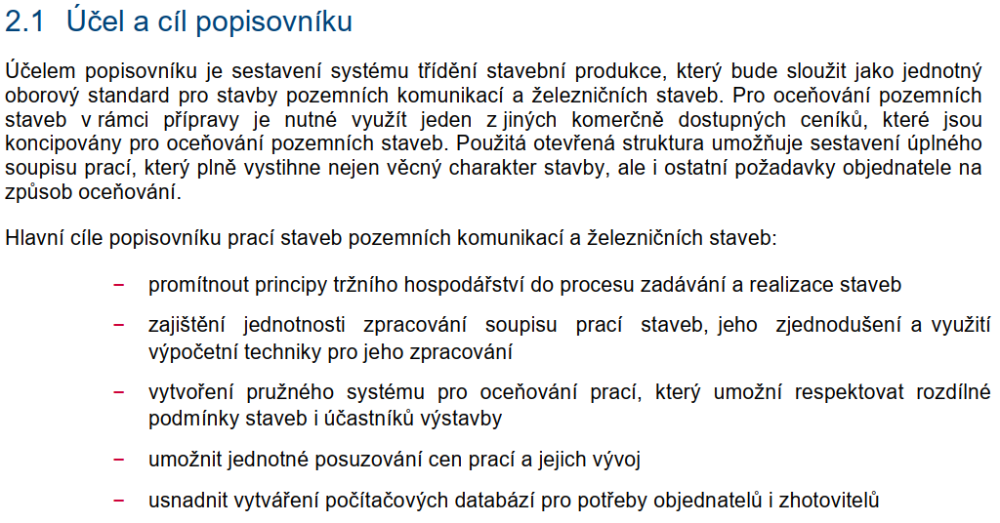 2.1 Účel a cíl popisovníku
Účelem popisovníku je sestavení systému třídění stavební produkce, který bude sloužit jako jednotný
oborový standard pro stavby pozemních komunikací a železničních staveb. Pro oceňování pozemních
staveb v rámci přípravy je nutné využít jeden z jiných komerčně dostupných ceníků, které jsou
koncipovány pro oceňování pozemních staveb. Použitá otevřená struktura umožňuje sestavení úplného
soupisu prací, který plně vystihne nejen věcný charakter stavby, ale i ostatní požadavky objednatele na
způsob oceňování.
Hlavní cíle popisovníku prací staveb pozemních komunikací a železničních staveb:
– promítnout principy tržního hospodářství do procesu zadávání a realizace staveb
– zajištění jednotnosti zpracování soupisu prací staveb, jeho zjednodušení a využití
výpočetní techniky pro jeho zpracování
– vytvoření pružného systému pro oceňování prací, který umožní respektovat rozdílné
podmínky staveb i účastníků výstavby
– umožnit jednotné posuzování cen prací a jejich vývoj
– usnadnit vytváření počítačových databází pro potřeby objednatelů i zhotovitelů